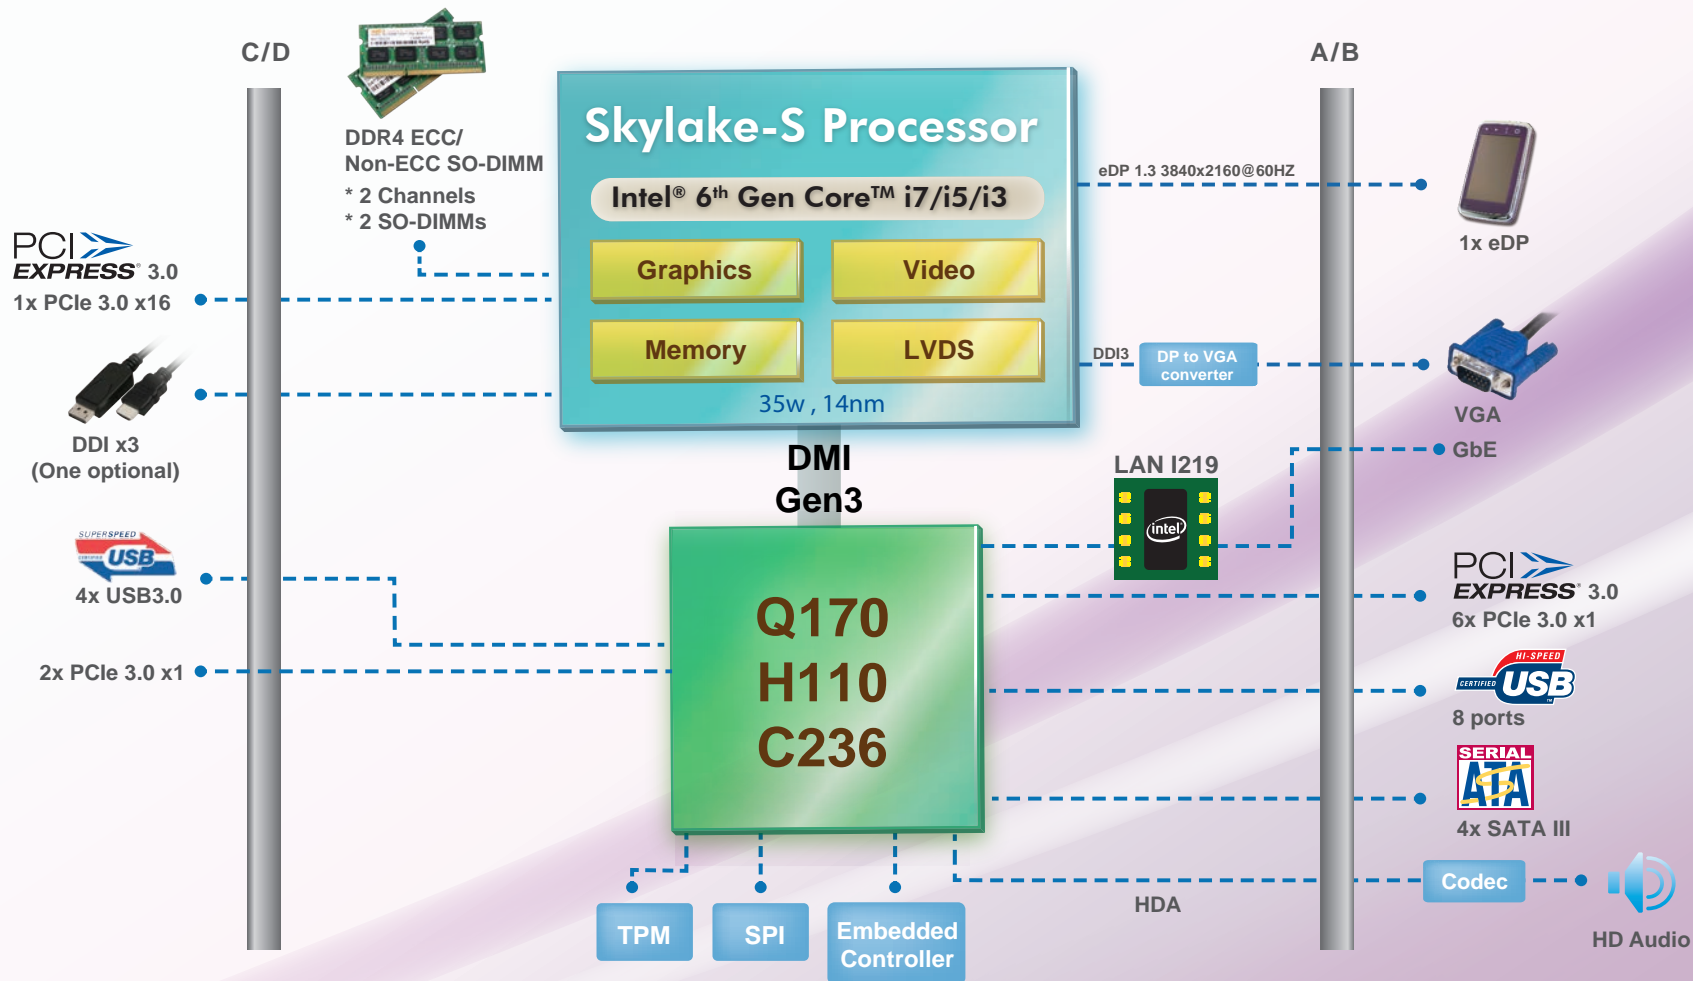 C/D
A/B
DDR4 ECC/
Non-ECC SO-DIMM
* 2 Channels
* 2 SO-DIMMs
Skylake-S Processor
Intel® 6th Gen Core™ i7/i5/i3
Graphics
Video
Memory
LVDS
35w , 14nm
eDP 1.3 3840x2160@60HZ
1x eDP
PCI
EXPRESS® 3.0
1x PCIe 3.0 x16
DDI3
DP to VGA
converter
VGA
DDI x3
(One optional)
DMI
Gen3
LAN I219
intel
GbE
SUPERSPEED
CERTIFIED
USB
4x USB3.0
2x PCIe 3.0 x1
Q170
H110
C236
PCI
EXPRESS® 3.0
6x PCIe 3.0 x1
HI-SPEED
CERTIFIED
USB
™
8 ports
SERIAL
ATA
4x SATA III
TPM
SPI
Embedded
Controller
HDA
Codec
HD Audio